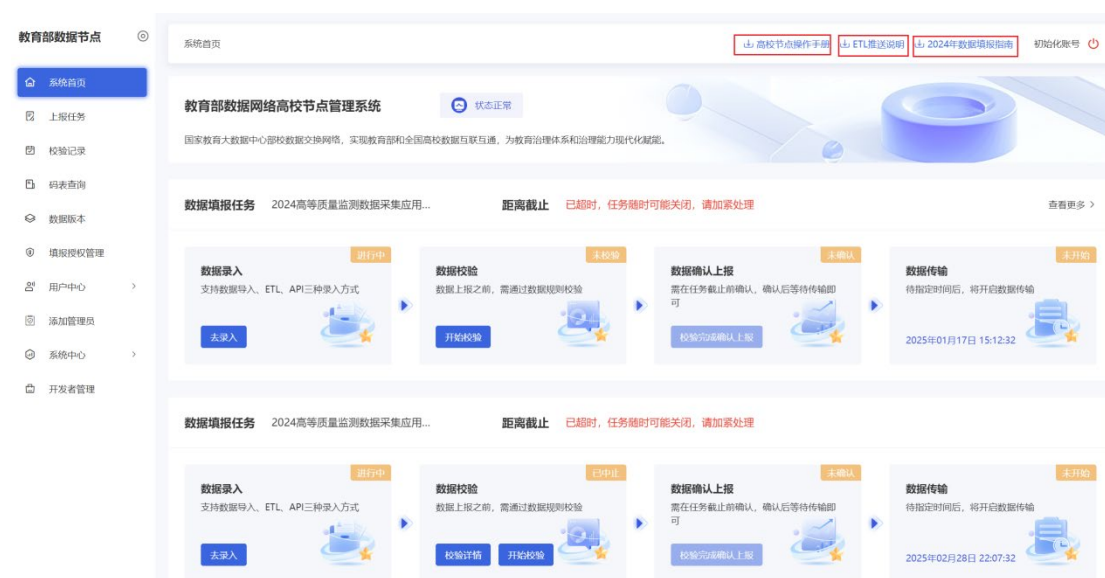 教育部数据节点
系统首页
上报任务
校验记录
码表查询
数据版本
填报授权管理
用户中心
添加管理员
系统中心
开发者管理
系统首页 高校节点操作手册 ETL推送说明 2024年数据填报指南 初始化账号
教育部数据网络高校节点管理系统 状态正常
国家教育大数据中心部校数据交换网络，实现教育部和全国高校数据互联互通，为教育治理体系和治理能力现代化赋能。
数据填报任务 2024高等质量监测数据采集应用... 距离截止 已超时，任务随时可能关闭，请加紧处理 查看更多
进行中
数据录入
支持数据导入、ETL、API三种录入方式
去录入
未校验
数据校验
数据上报之前，需通过数据规则校验
开始校验
未确认
数据确认上报
需在任务截止前确认，确认后等待传输即
可
校验完成确认上报
未开始
数据传输
待指定时间后，将开启数据传输
2025年01月17日 15:12:32
数据填报任务 2024高等质量监测数据采集应用... 距离截止 已超时，任务随时可能关闭，请加紧处理
进行中
数据录入
支持数据导入、ETL、API三种录入方式
去录入
已中止
数据校验
数据上报之前，需通过数据规则校验
校验详情 开始校验
未确认
数据确认上报
需在任务截止前确认，确认后等待传输即
可
校验完成确认上报
未开始
数据传输
待指定时间后，将开启数据传输
2025年02月28日 22:07:32